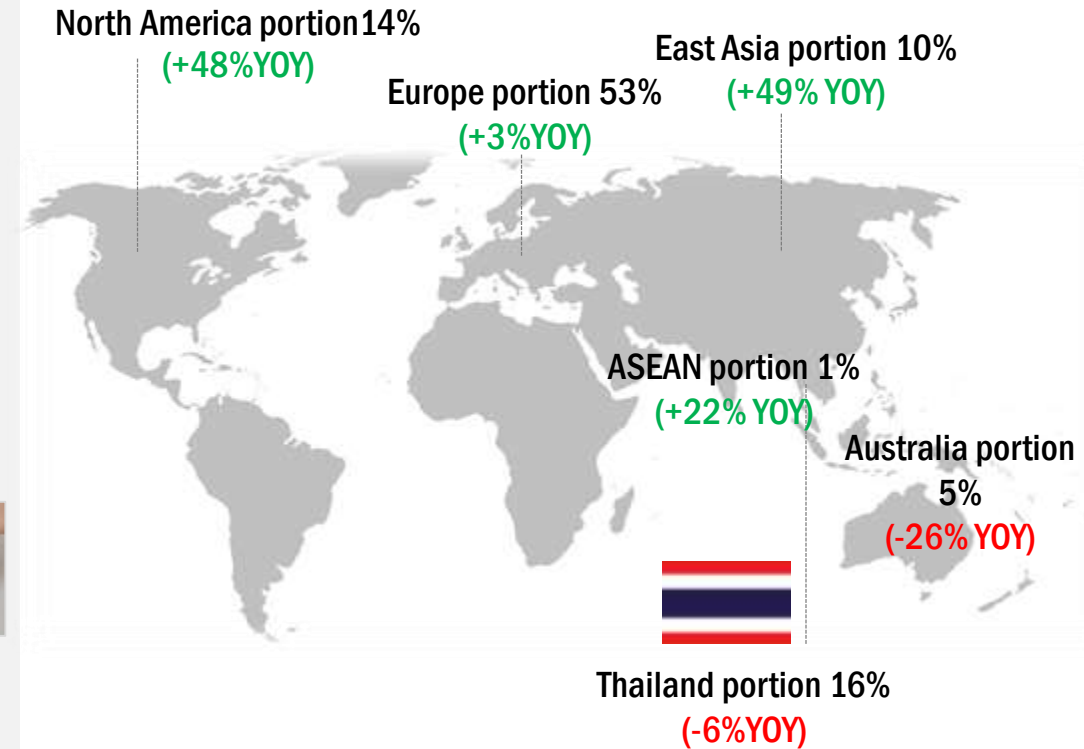 North America portion14%
(+48%YOY)
East Asia portion 10%
(+49% YOY)
Europe portion 53%
(+3%YOY)
ASEAN portion 1%
(+22% YOY)
Australia portion
5%
(-26% YOY)
Thailand portion 16%
(-6%YOY)